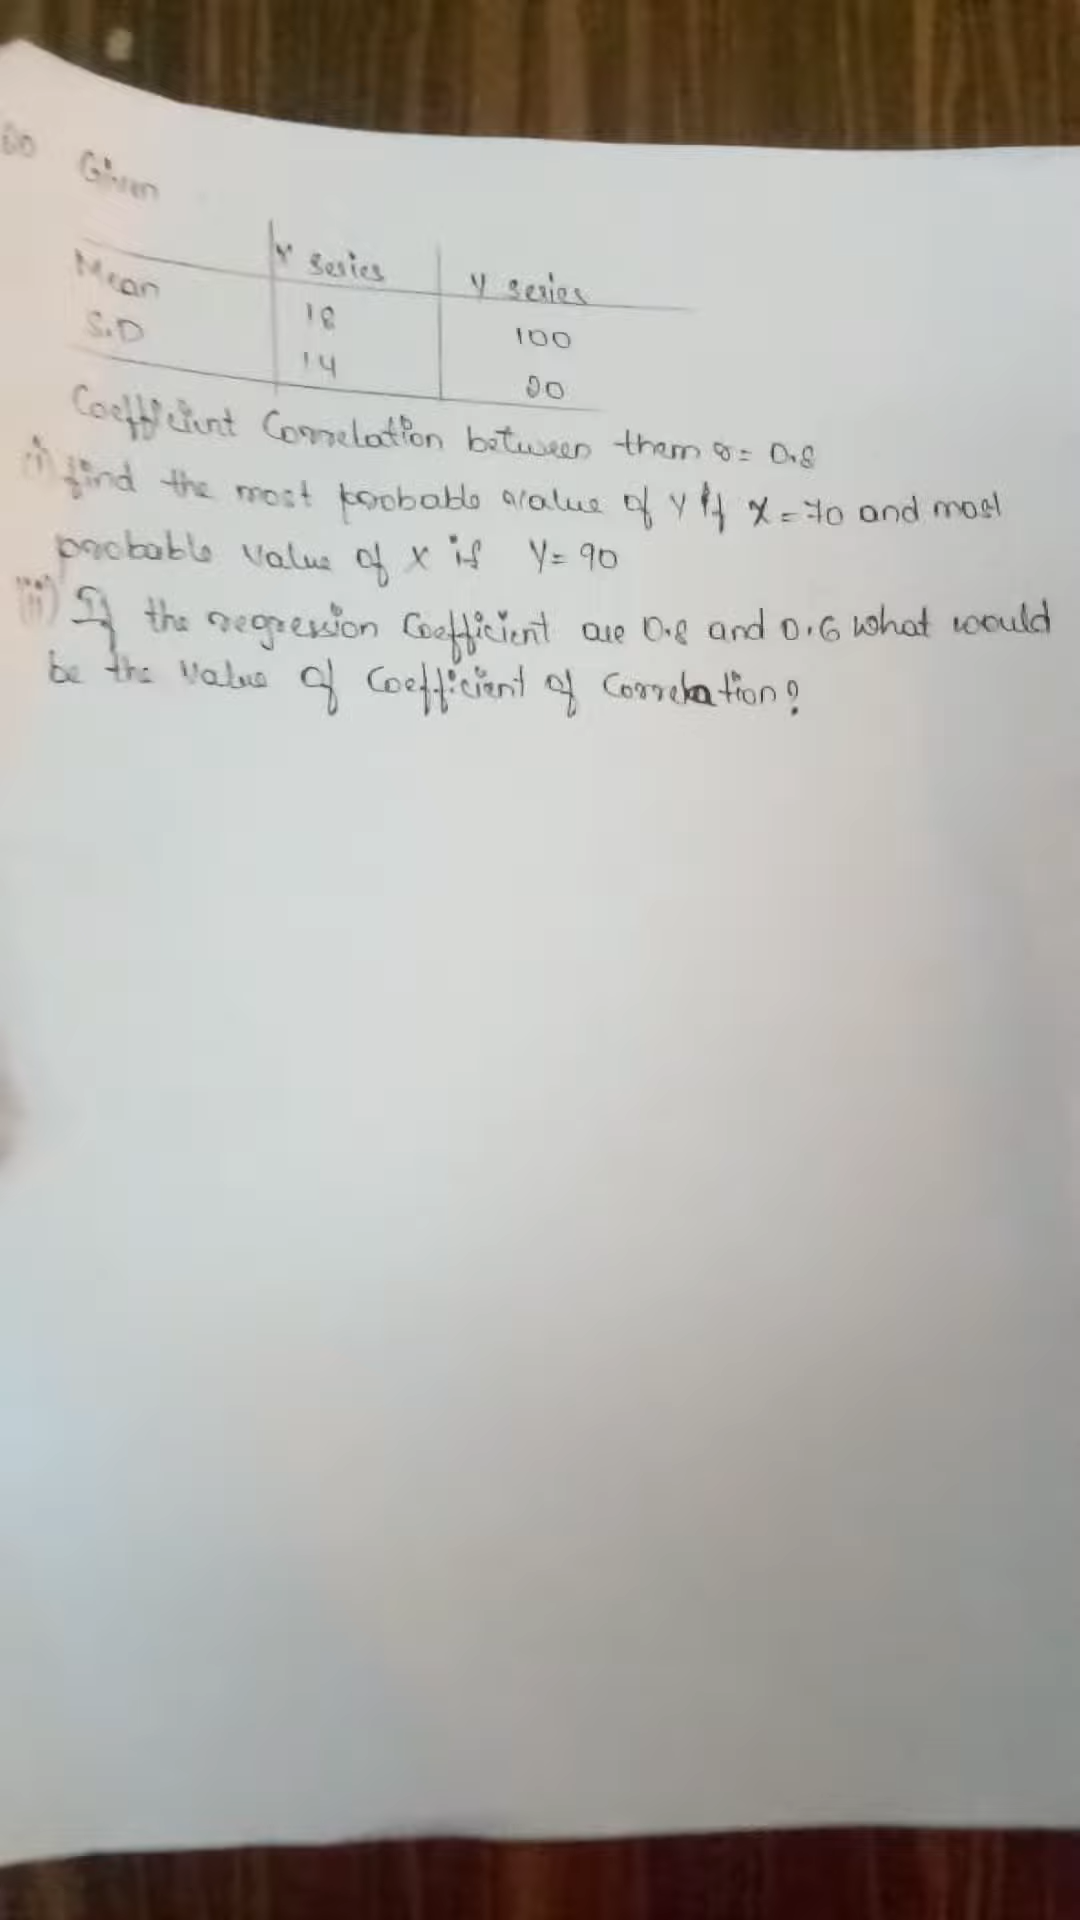 Given
X series Y series
Mean 18 100
S.D 14 20
Coefficient Correlation between them r = 0.8
i) find the most probable value of Y if X = 70 and most
probable value of X if Y = 90
ii) If the regression Coefficient are 0.8 and 0.6 what would
be the value of Coefficient of Correlation?